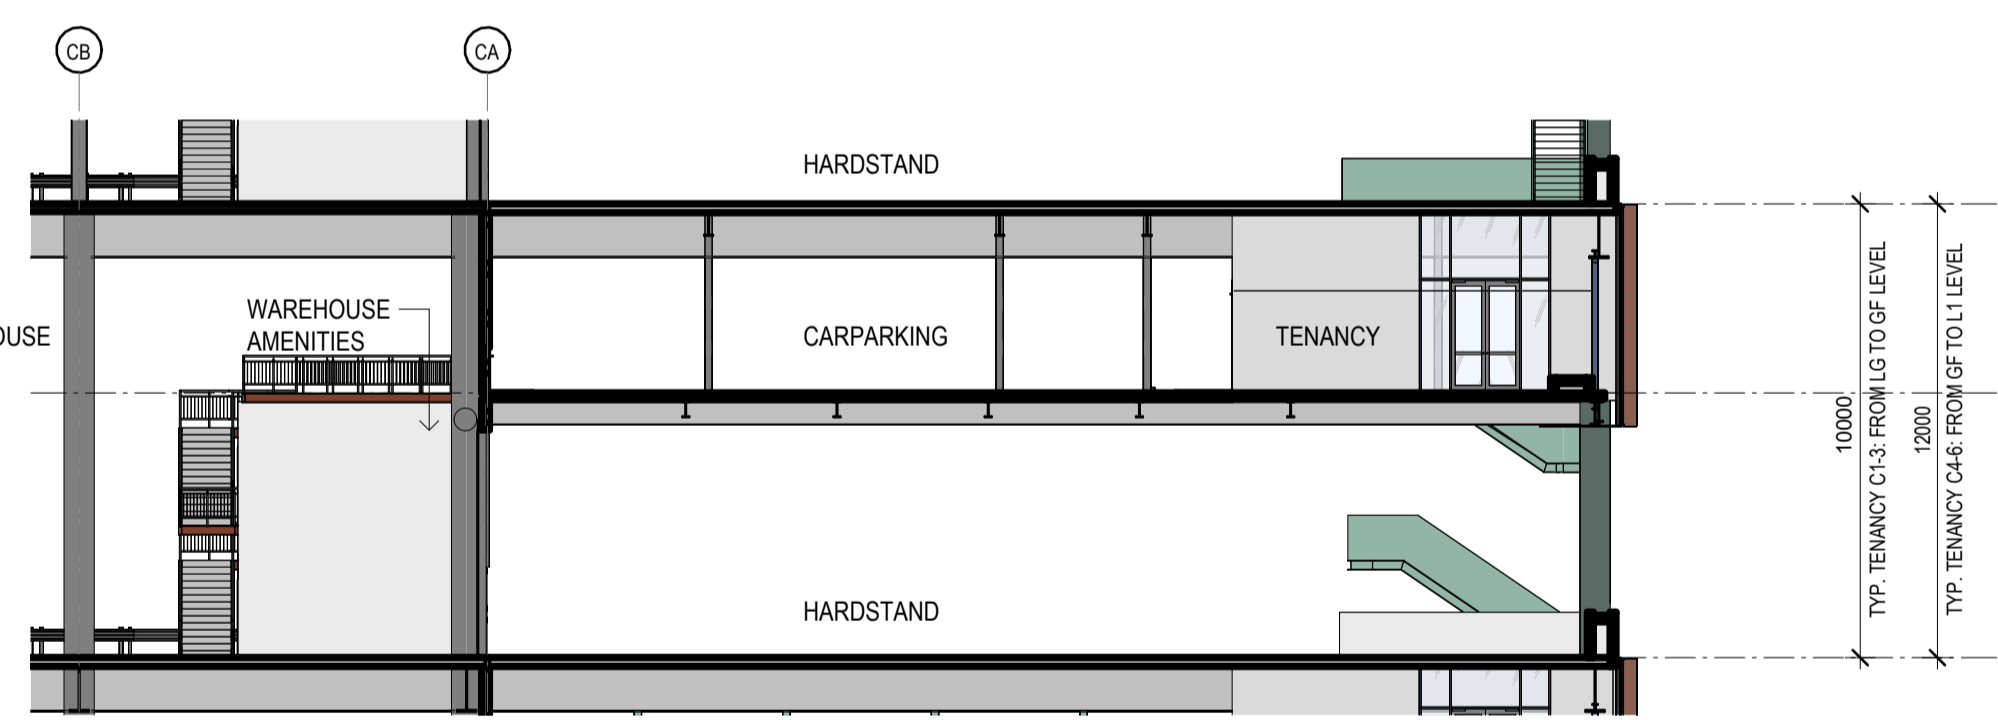 CB
CA
HARDSTAND
WAREHOUSE
AMENITIES
OUSE
CARPARKING
TENANCY
HARDSTAND
10000
TYP. TENANCY C1-3: FROM LG TO GF LEVEL
12000
TYP. TENANCY C4-6: FROM GF TO L1 LEVEL